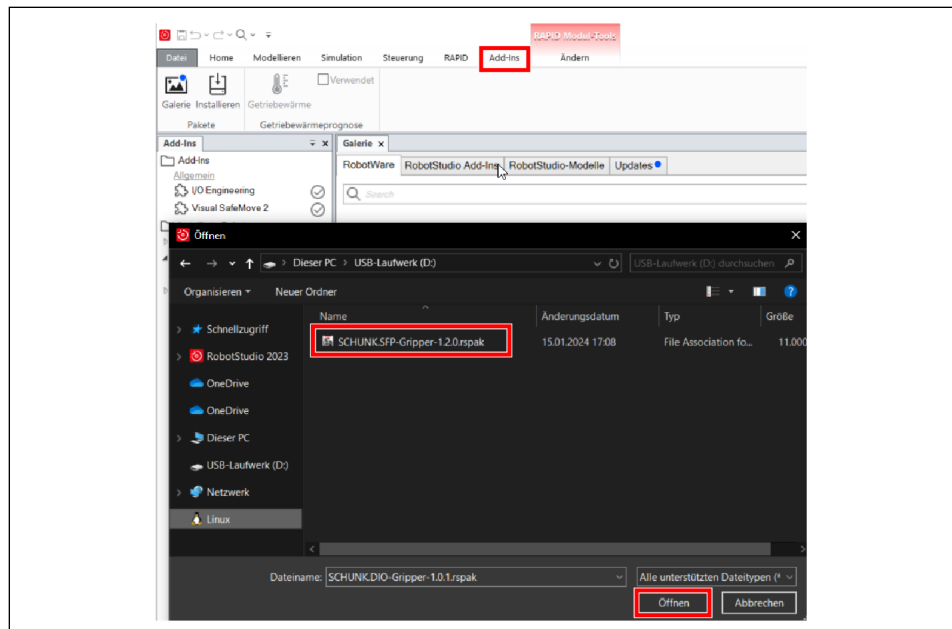 RAPID Model-Tools
Datei Home Modellieren Simulation Steuerung RAPID Add-Ins Ändern
Verwendet
Galerie Installieren Getriebewärme
Pakete Getriebewärmeprognose
Add-Ins Galerie
Add-Ins
RobotWare RobotStudio Add-Ins RobotStudio-Modelle Updates
Allgemein
I/O Engineering
Search
Visual SafeMove 2
Öffnen
Dieser PC > USB-Laufwerk (D:) USB-Laufwerk (D:) durchsuchen
Organisieren Neuer Ordner
Name Änderungsdatum Typ Größe
Schnellzugriff
SCHUNK.SFP-Gripper-1.2.0.rspak 15.01.2024 17:08 File Association fo... 11.000
RobotStudio 2023
OneDrive
OneDrive
Dieser PC
USB-Laufwerk (D:)
Netzwerk
Linux
Dateiname: SCHUNK.DIO-Gripper-1.0.1.rspak Alle unterstützten Dateitypen (*
Öffnen Abbrechen